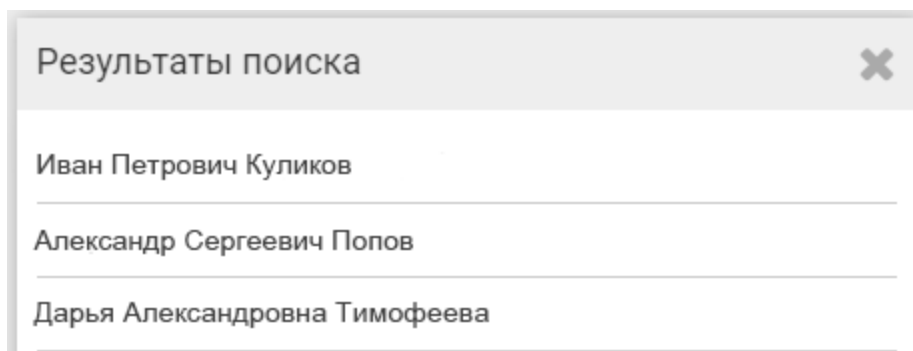 Результаты поиска
Иван Петрович Куликов
Александр Сергеевич Попов
Дарья Александровна Тимофеева